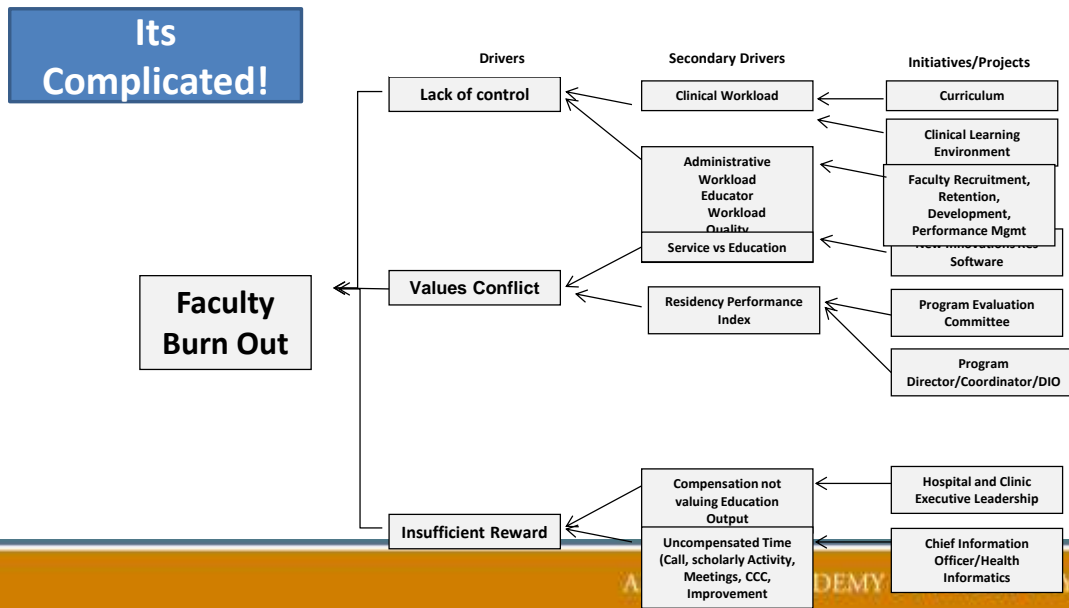 Its
Complicated!
Drivers
Secondary Drivers
Initiatives/Projects
Lack of control
Clinical Workload
Curriculum
Clinical Learning
Environment
Administrative
Workload
Educator
Workload
Quality
Faculty Recruitment,
Retention,
Development,
Performance Mgmt
Service vs Education
Software
Values Conflict
Faculty
Burn Out
Residency Performance
Index
Program Evaluation
Committee
Program
Director/Coordinator/DIO
Compensation not
valuing Education
Output
Hospital and Clinic
Executive Leadership
Insufficient Reward
Uncompensated Time
(Call, scholarly Activity,
Meetings, CCC,
Improvement
Chief Information
Officer/Health
Informatics
A DEMY